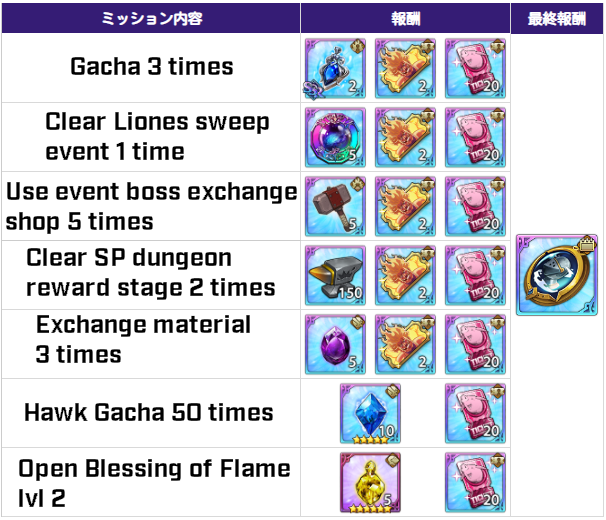 ミッション内容 報酬 最終報酬
Gacha 3 times
2 2 20
Clear Liones sweep
event 1 time
5 2 20
Use event boss exchange
shop 5 times
5 2 20
Clear SP dungeon
reward stage 2 times
150 2 20
Exchange material
3 times
5 2 20
Hawk Gacha 50 times
10 20
Open Blessing of Flame
lvl 2
5 20